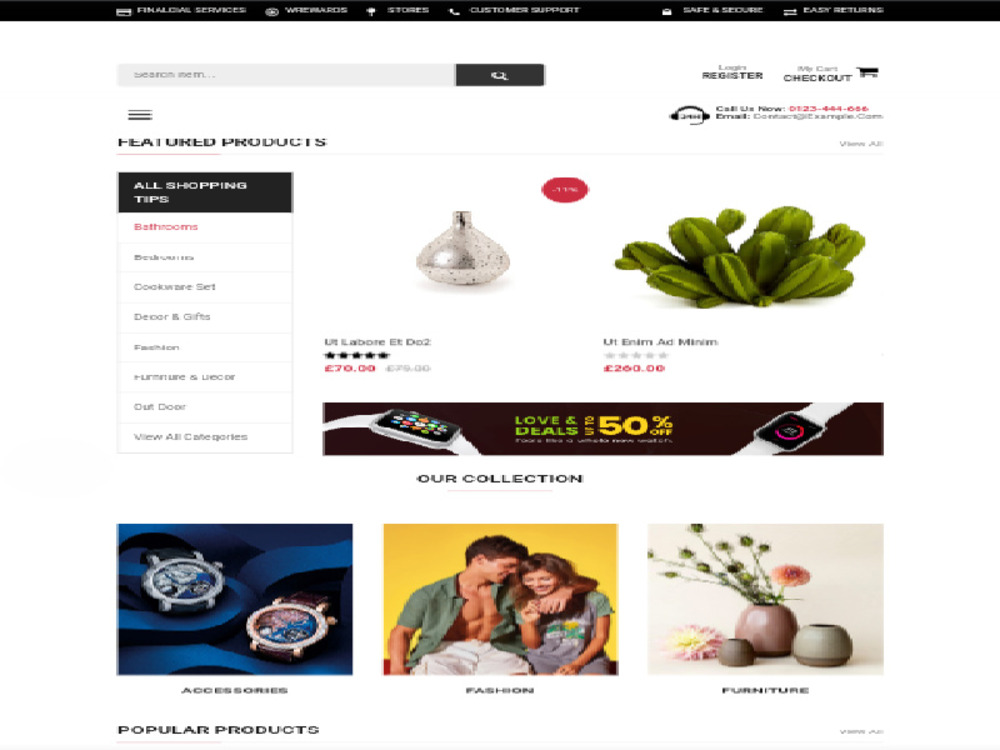 FINALCIAL SERVICES
WREWARDS
STORES
CUSTOMER SUPPORT
SAFE & SECURE
EASY RETURNS
Search item...
Login
REGISTER
My Cart
CHECKOUT
Call Us Now: 0123-444-666
Email: Contact@Example.Com
FEATURED PRODUCTS
View All
ALL SHOPPING
TIPS
Bathrooms
Bedrooms
Cookware Set
Decor & Gifts
Fashion
Furniture & Decor
Out Door
View All Categories
-11%
Ut Labore Et Do2
£70.00 £79.00
Ut Enim Ad Minim
£260.00
LOVE &
DEALS
UP TO
50%
OFF
Feels like a whole new watch.
OUR COLLECTION
ACCESSORIES
FASHION
FURNITURE
POPULAR PRODUCTS
View All